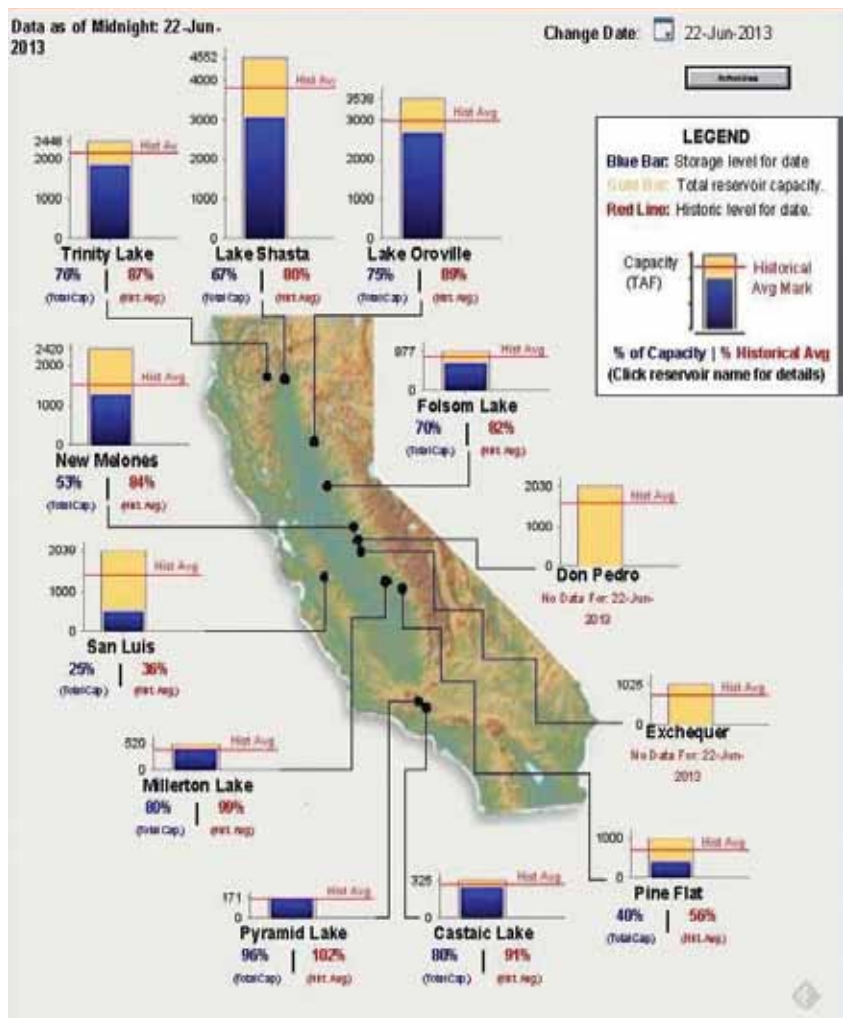 Data as of Midnight: 22-Jun-
2013
Change Date: 22-Jun-2013
LEGEND
Blue Bar: Storage level for date
Gold Bar: Total reservoir capacity.
Red Line: Historic level for date.
Capacity
(TAF)
Historical
Avg Mark
% of Capacity | % Historical Avg
(Click reservoir name for details)
2448
2000
1000
0
Hist Av
Trinity Lake
76% | 87%
(Total Cap.) (Hist. Avg.)
4552
4000
3000
2000
1000
0
Hist Avg
Lake Shasta
67% | 80%
(Total Cap.) (Hist. Avg.)
3538
3000
2000
1000
0
Hist Avg
Lake Oroville
75% | 89%
(Total Cap.) (Hist. Avg.)
2420
2000
1000
0
Hist Avg
New Melones
53% | 84%
(Total Cap.) (Hist. Avg.)
977
0
Hist Avg
Folsom Lake
70% | 82%
(Total Cap.) (Hist. Avg.)
2030
1000
0
Hist Avg
Don Pedro
No Data For: 22-Jun-
2013
2039
1000
0
Hist Avg
San Luis
25% | 36%
(Total Cap.) (Hist. Avg.)
1025
0
Hist Avg
Exchequer
No Data For: 22-Jun-
2013
520
0
Hist Avg
Millerton Lake
80% | 99%
(Total Cap.) (Hist. Avg.)
1000
0
Hist Avg
Pine Flat
40% | 56%
(Total Cap.) (Hist. Avg.)
171
0
Hist Avg
Pyramid Lake
96% | 102%
(Total Cap.) (Hist. Avg.)
325
0
Hist Avg
Castaic Lake
80% | 91%
(Total Cap.) (Hist. Avg.)